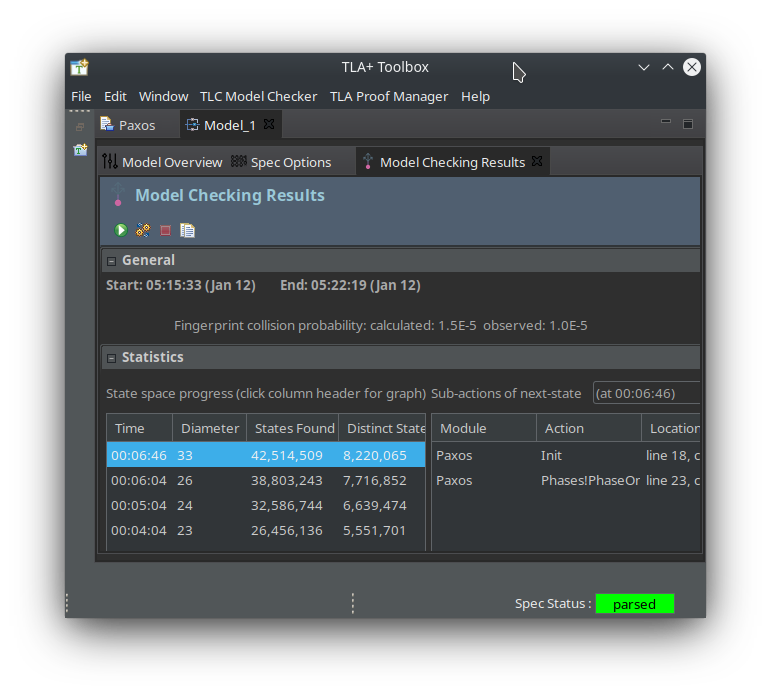 TLA+ Toolbox
File Edit Window TLC Model Checker TLA Proof Manager Help
Paxos Model_1
Model Overview Spec Options Model Checking Results
Model Checking Results
General
Start: 05:15:33 (Jan 12) End: 05:22:19 (Jan 12)
Fingerprint collision probability: calculated: 1.5E-5 observed: 1.0E-5
Statistics
State space progress (click column header for graph) Sub-actions of next-state (at 00:06:46)
Time Diameter States Found Distinct State Module Action Location
00:06:46 33 42,514,509 8,220,065 Paxos Init line 18, c
00:06:04 26 38,803,243 7,716,852 Paxos Phases!PhaseOr line 23, c
00:05:04 24 32,586,744 6,639,474
00:04:04 23 26,456,136 5,551,701
Spec Status : parsed